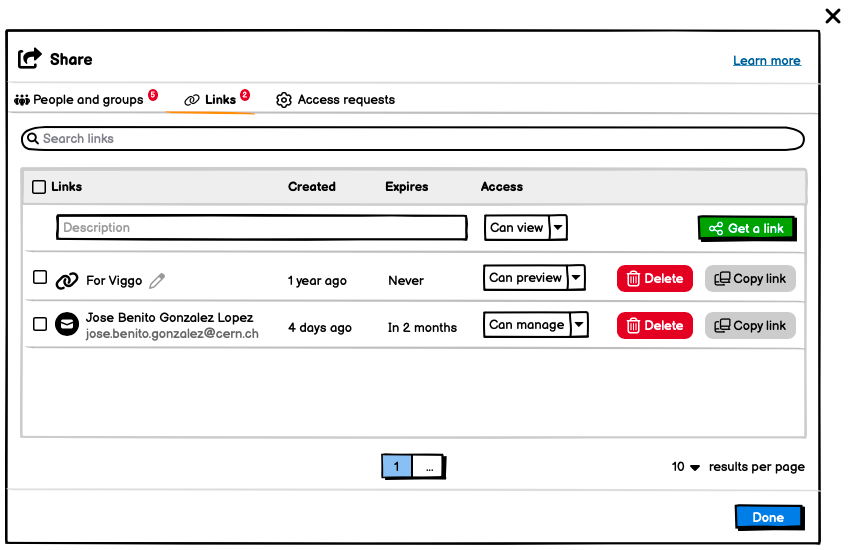 Share
Learn more
People and groups 5 Links 2 Access requests
Search links
Links Created Expires Access
Description Can view Get a link
For Viggo 1 year ago Never Can preview Delete Copy link
Jose Benito Gonzalez Lopez
jose.benito.gonzalez@cern.ch 4 days ago In 2 months Can manage Delete Copy link
1 ... 10 results per page
Done